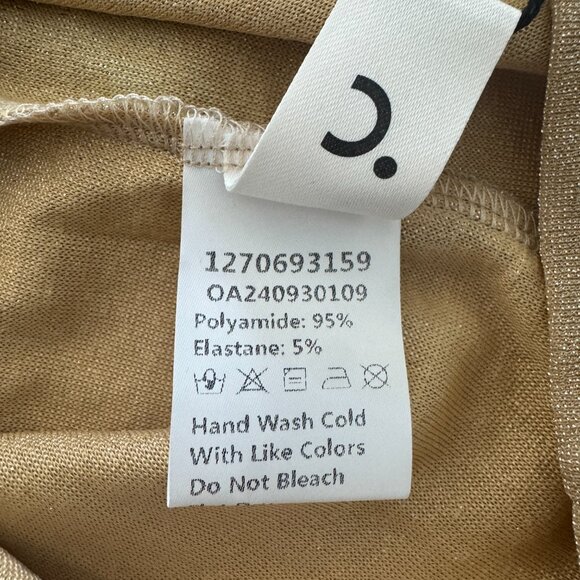 1270693159
OA240930109
Polyamide: 95%
Elastane: 5%
Hand Wash Cold
With Like Colors
Do Not Bleach